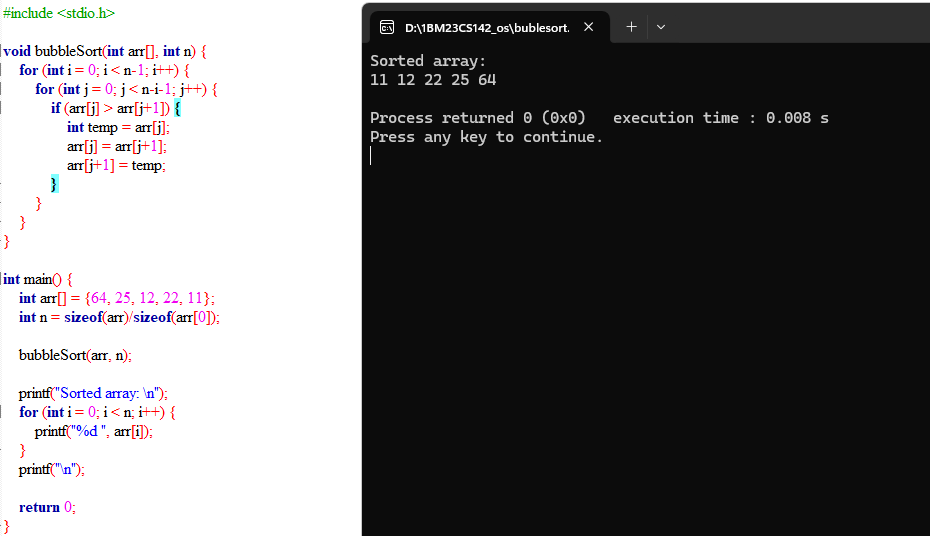 #include <stdio.h>
void bubbleSort(int arr[], int n) {
for (int i = 0; i < n-1; i++) {
for (int j = 0; j < n-i-1; j++) {
if (arr[j] > arr[j+1]) {
int temp = arr[j];
arr[j] = arr[j+1];
arr[j+1] = temp;
}
}
}
}
int main() {
int arr[] = {64, 25, 12, 22, 11};
int n = sizeof(arr)/sizeof(arr[0]);
bubbleSort(arr, n);
printf("Sorted array: \n");
for (int i = 0; i < n; i++) {
printf("%d ", arr[i]);
}
printf("\n");
return 0;
}
D:\1BM23CS142_os\bublesort.
Sorted array:
11 12 22 25 64
Process returned 0 (0x0)   execution time : 0.008 s
Press any key to continue.